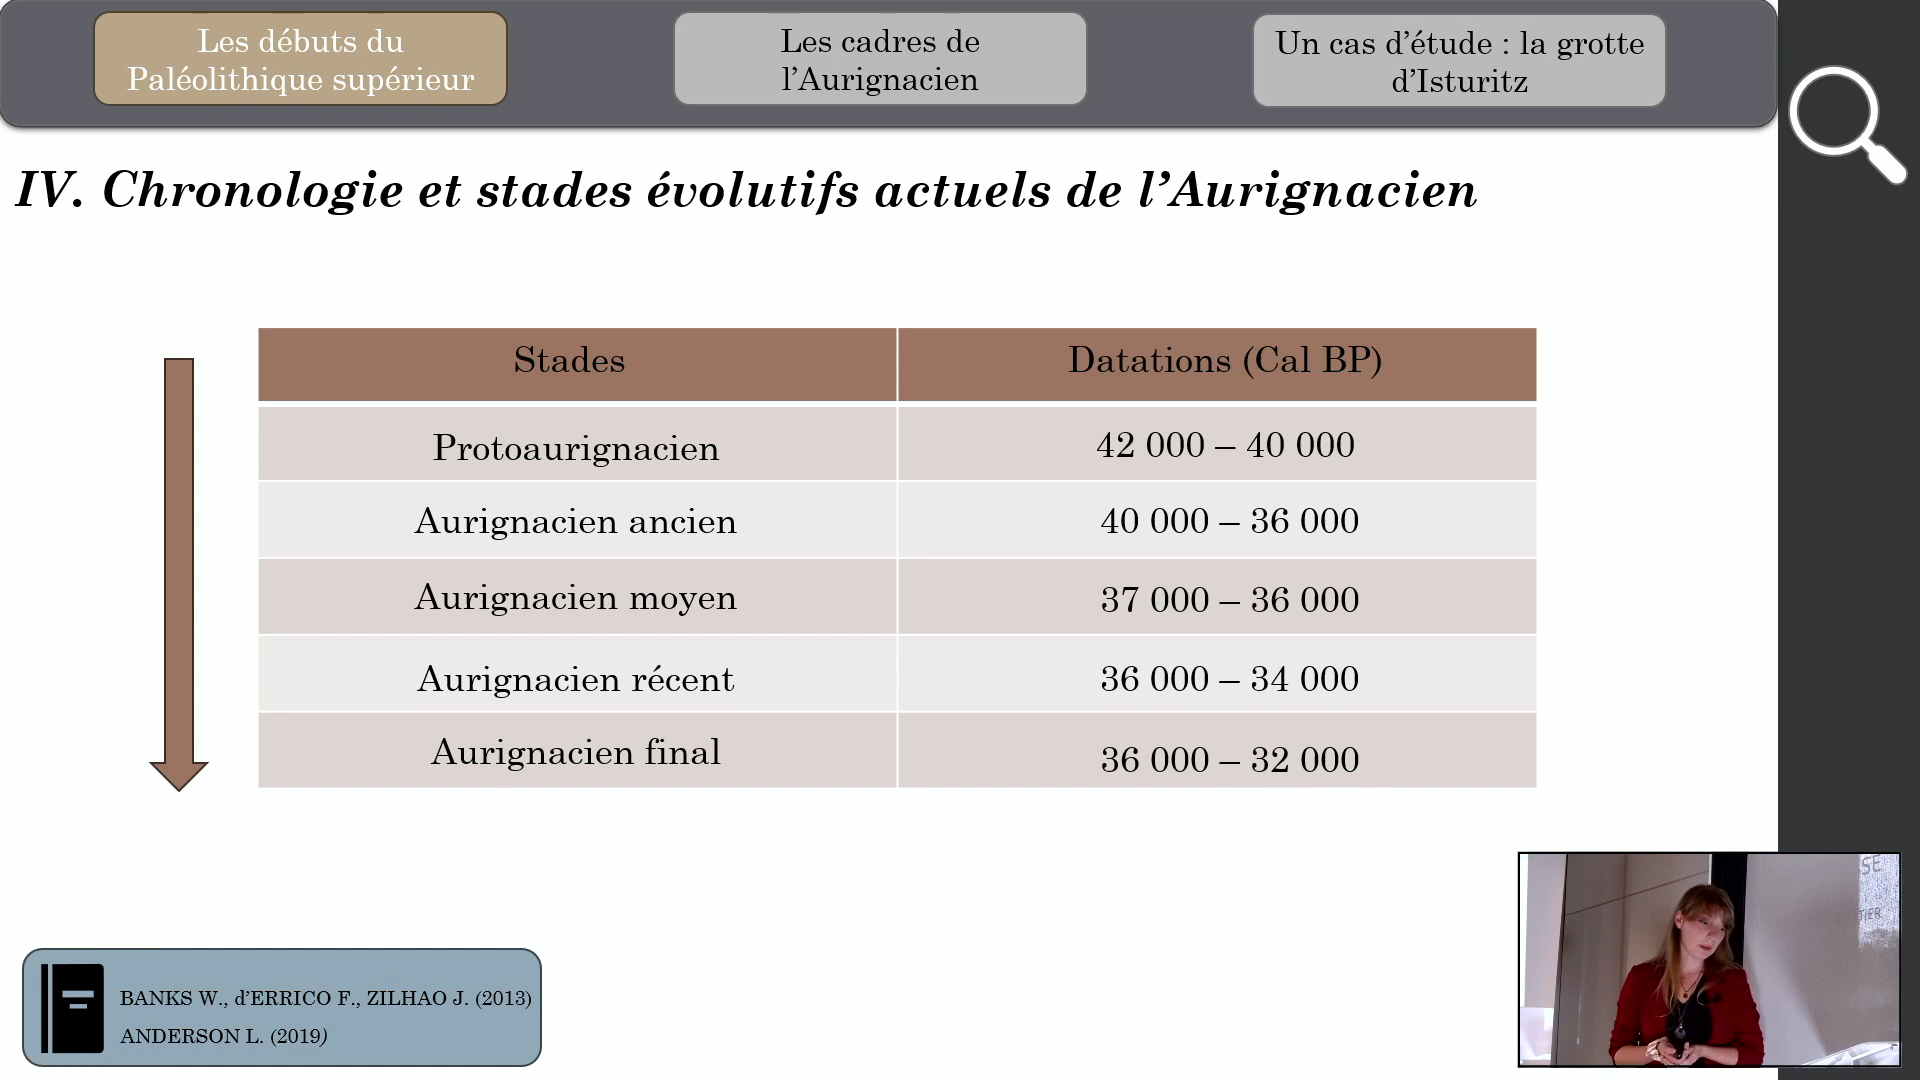 Les débuts du
Paléolithique supérieur
Les cadres de
l’Aurignacien
Un cas d’étude : la grotte
d’Isturitz
IV. Chronologie et stades évolutifs actuels de l’Aurignacien
Stades Datations (Cal BP)
Protoaurignacien 42 000 – 40 000
Aurignacien ancien 40 000 – 36 000
Aurignacien moyen 37 000 – 36 000
Aurignacien récent 36 000 – 34 000
Aurignacien final 36 000 – 32 000
SE
TIER
BANKS W., d’ERRICO F., ZILHAO J. (2013)
ANDERSON L. (2019)